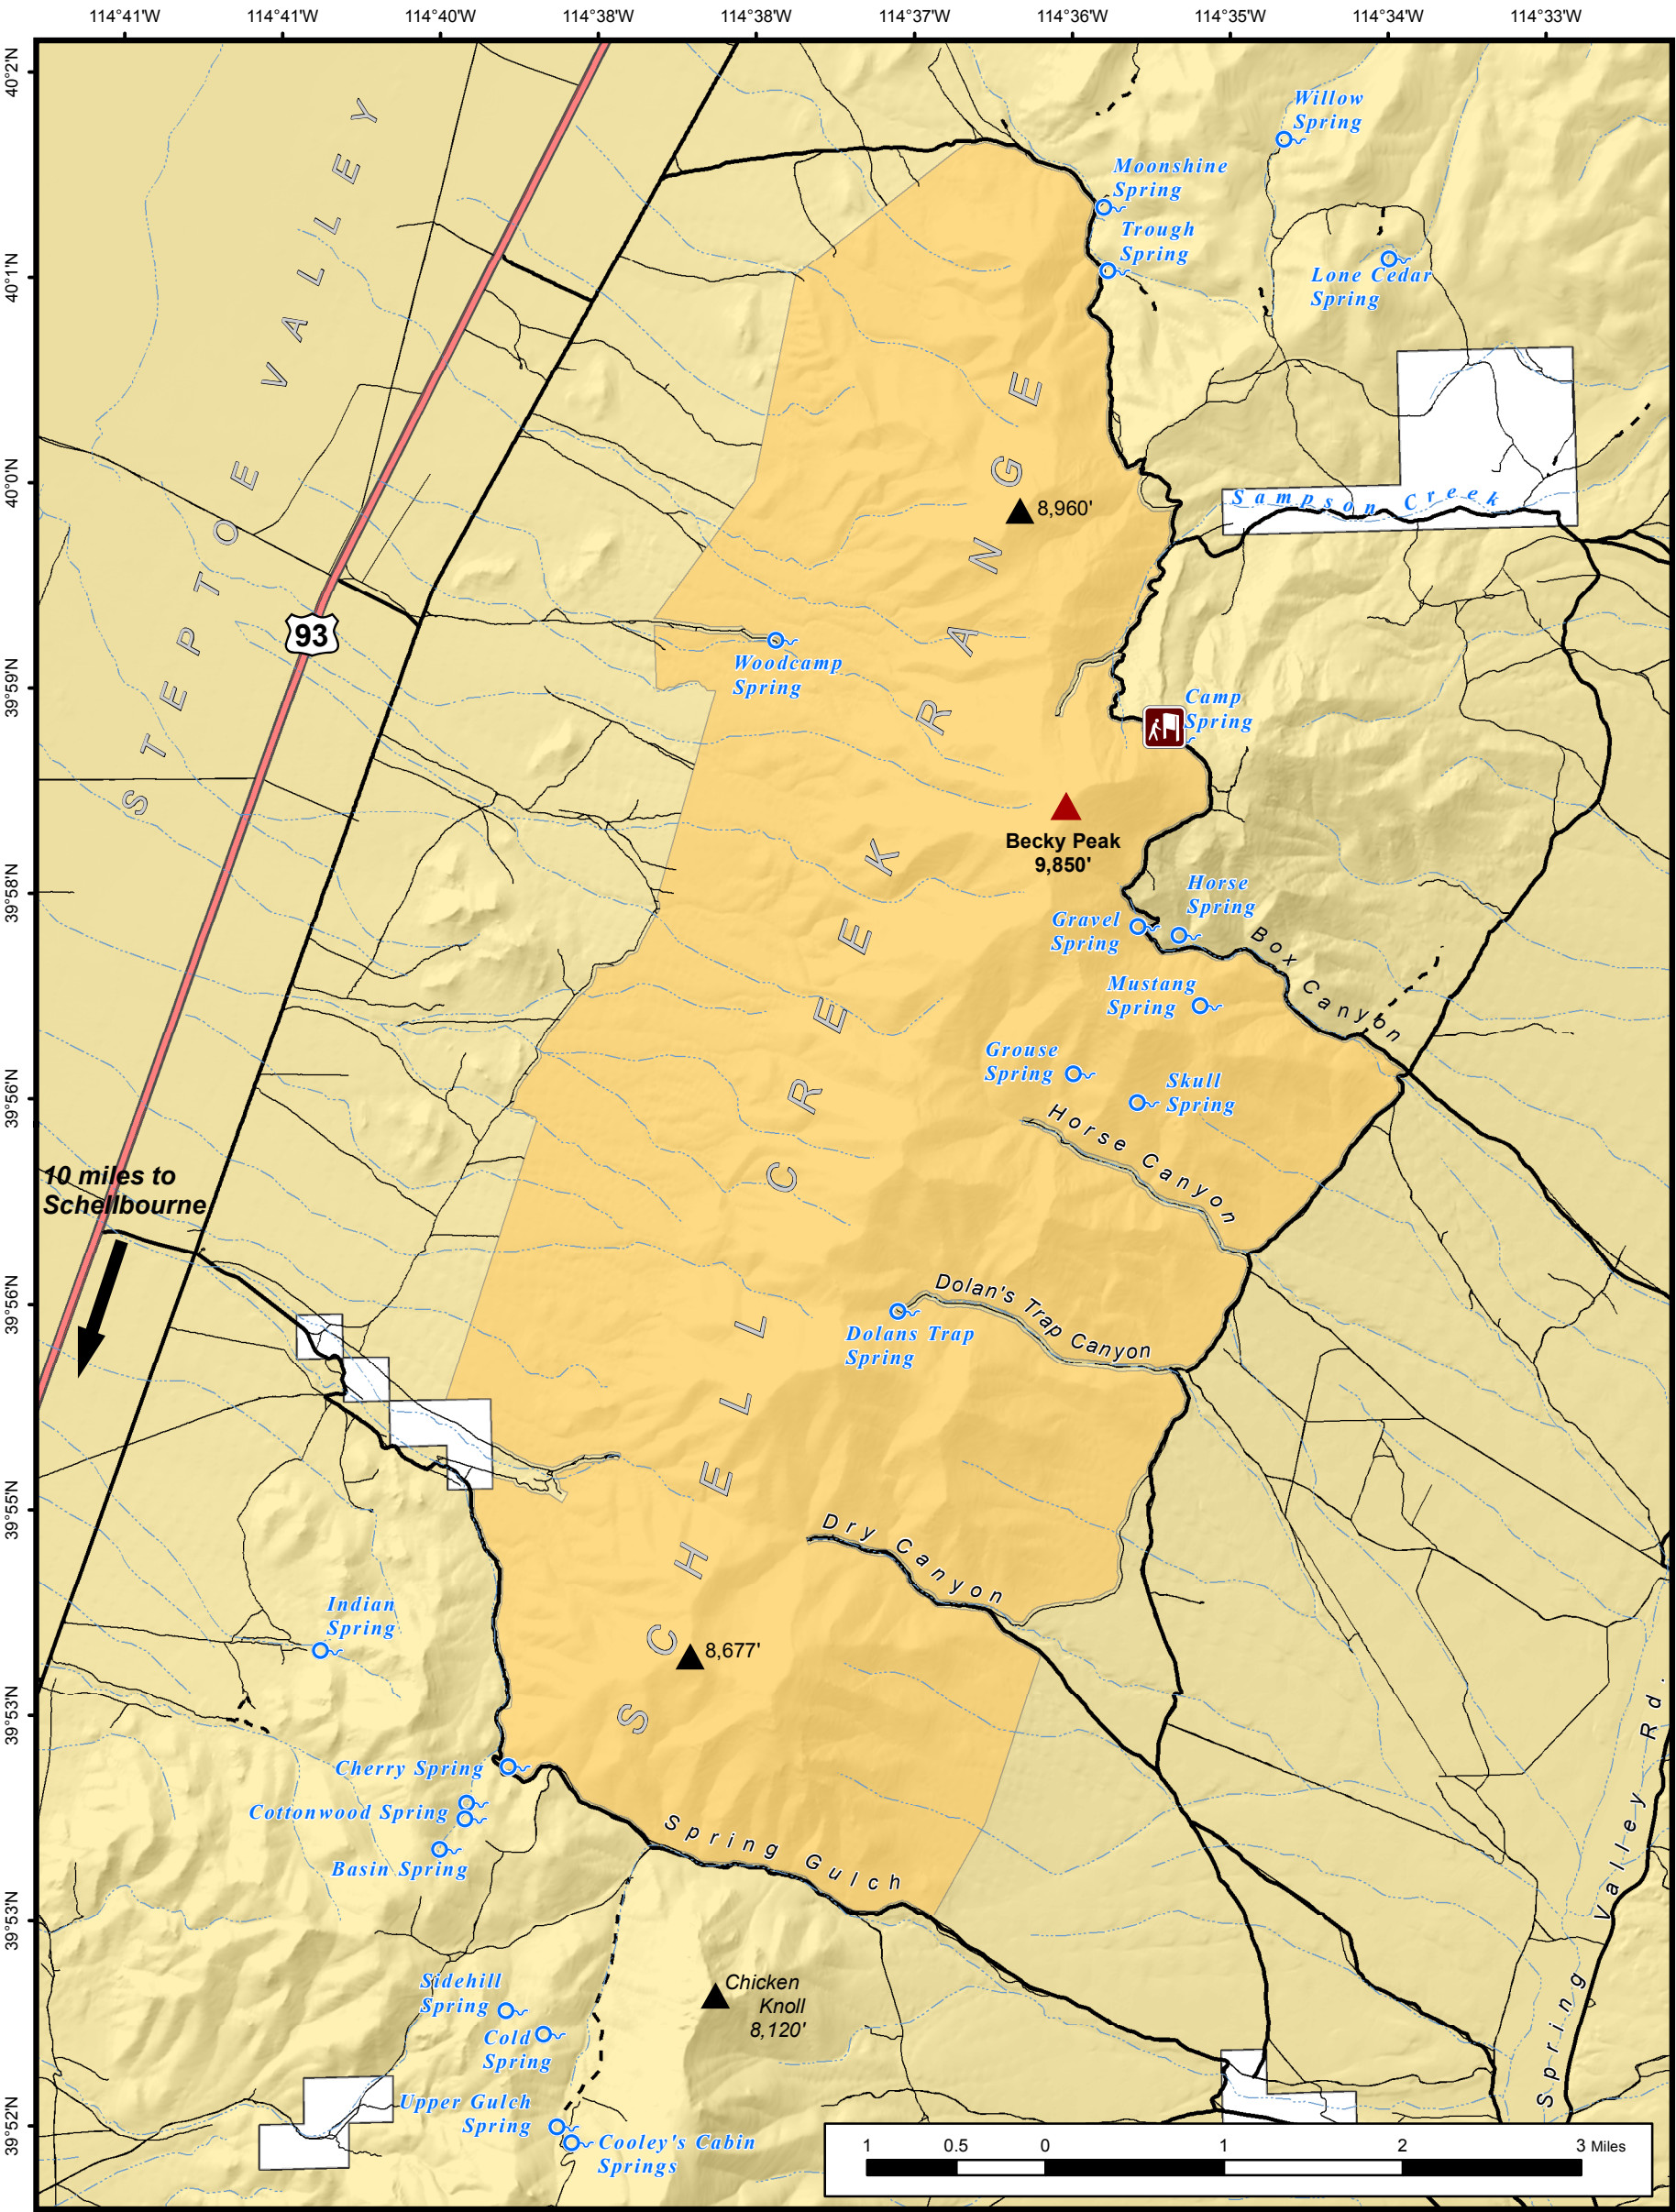 114°41'W 114°41'W 114°40'W 114°38'W 114°38'W 114°37'W 114°36'W 114°35'W 114°34'W 114°33'W
40°2'N
40°1'N
40°0'N
39°59'N
39°58'N
39°56'N
39°56'N
39°55'N
39°53'N
39°53'N
39°52'N
STEPTOE VALLEY
93
SCHELL CREEK RANGE
Willow
Spring
Moonshine
Spring
Trough
Spring
Lone Cedar
Spring
Sampson Creek
8,960'
Woodcamp
Spring
Camp
Spring
Becky Peak
9,850'
Horse
Spring
Gravel
Spring
Box Canyon
Mustang
Spring
Grouse
Spring
Skull
Spring
Horse Canyon
10 miles to
Schellbourne
Dolan's Trap Canyon
Dolans Trap
Spring
Dry Canyon
Indian
Spring
8,677'
Cherry Spring
Cottonwood Spring
Basin Spring
Spring Gulch
Spring Valley Rd.
Sidehill
Spring
Cold
Spring
Chicken
Knoll
8,120'
Upper Gulch
Spring
Cooley's Cabin
Springs
1 0.5 0 1 2 3 Miles